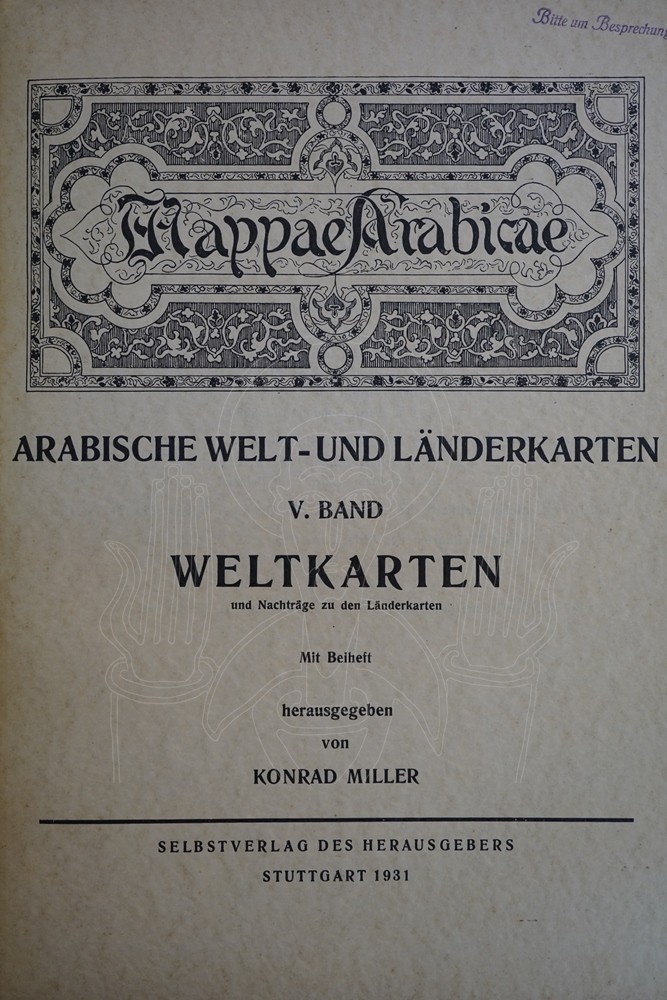 Bitte um Besprechung
Mappae Arabicae
ARABISCHE WELT-UND LÄNDERKARTEN
V. BAND
WELTKARTEN
und Nachträge zu den Länderkarten
Mit Beiheft
herausgegeben
von
KONRAD MILLER
SELBSTVERLAG DES HERAUSGEBERS
STUTTGART 1931